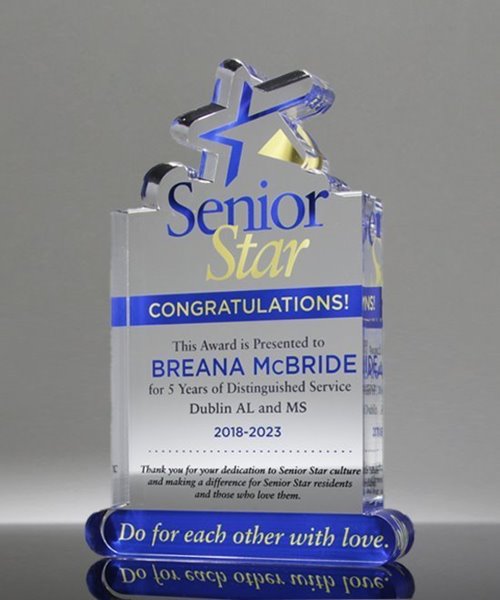 Senior
Star
CONGRATULATIONS!
This Award is Presented to
BREANA McBRIDE
for 5 Years of Distinguished Service
Dublin AL and MS
2018-2023
Thank you for your dedication to Senior Star culture
and making a difference for Senior Star residents
and those who love them.
Do for each other with love.